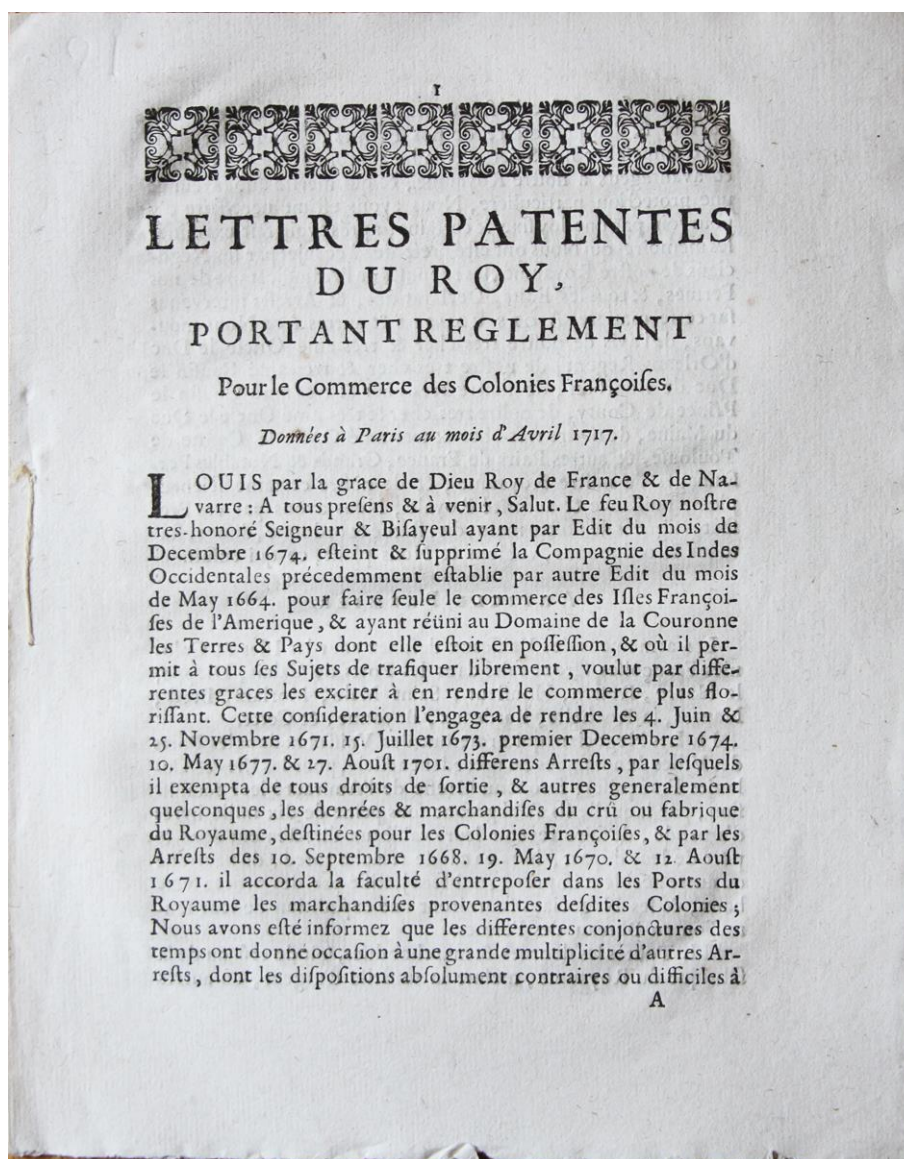 1
LETTRES PATENTES
DU ROY,
PORTANT REGLEMENT
Pour le Commerce des Colonies Françoiſes.
Données à Paris au mois d'Avril 1717.
LOUIS par la grace de Dieu Roy de France & de Na-
varre : A tous preſens & à venir, Salut. Le feu Roy noſtre
tres-honoré Seigneur & Biſayeul ayant par Edit du mois de
Decembre 1674. eſteint & ſupprimé la Compagnie des Indes
Occidentales précedemment eſtablie par autre Edit du mois
de May 1664. pour faire ſeule le commerce des Iſles Françoi-
ſes de l'Amerique, & ayant réüni au Domaine de la Couronne
les Terres & Pays dont elle eſtoit en poſſeſſion, & où il per-
mit à tous ſes Sujets de trafiquer librement, voulut par diffe-
rentes graces les exciter à en rendre le commerce plus flo-
riſſant. Cette conſideration l'engagea de rendre les 4. Juin &
25. Novembre 1671. 15. Juillet 1673. premier Decembre 1674.
10. May 1677. & 27. Aouſt 1701. differens Arreſts, par leſquels
il exempta de tous droits de ſortie, & autres generalement
quelconques, les denrées & marchandiſes du crû ou fabrique
du Royaume, deſtinées pour les Colonies Françoiſes, & par les
Arreſts des 10. Septembre 1668. 19. May 1670. & 12 Aouſt
1671. il accorda la faculté d'entrepoſer dans les Ports du
Royaume les marchandiſes provenantes deſdites Colonies ;
Nous avons eſté informez que les differentes conjonctures des
temps ont donné occaſion à une grande multiplicité d'autres Ar-
reſts, dont les diſpoſitions abſolument contraires ou difficiles à
A